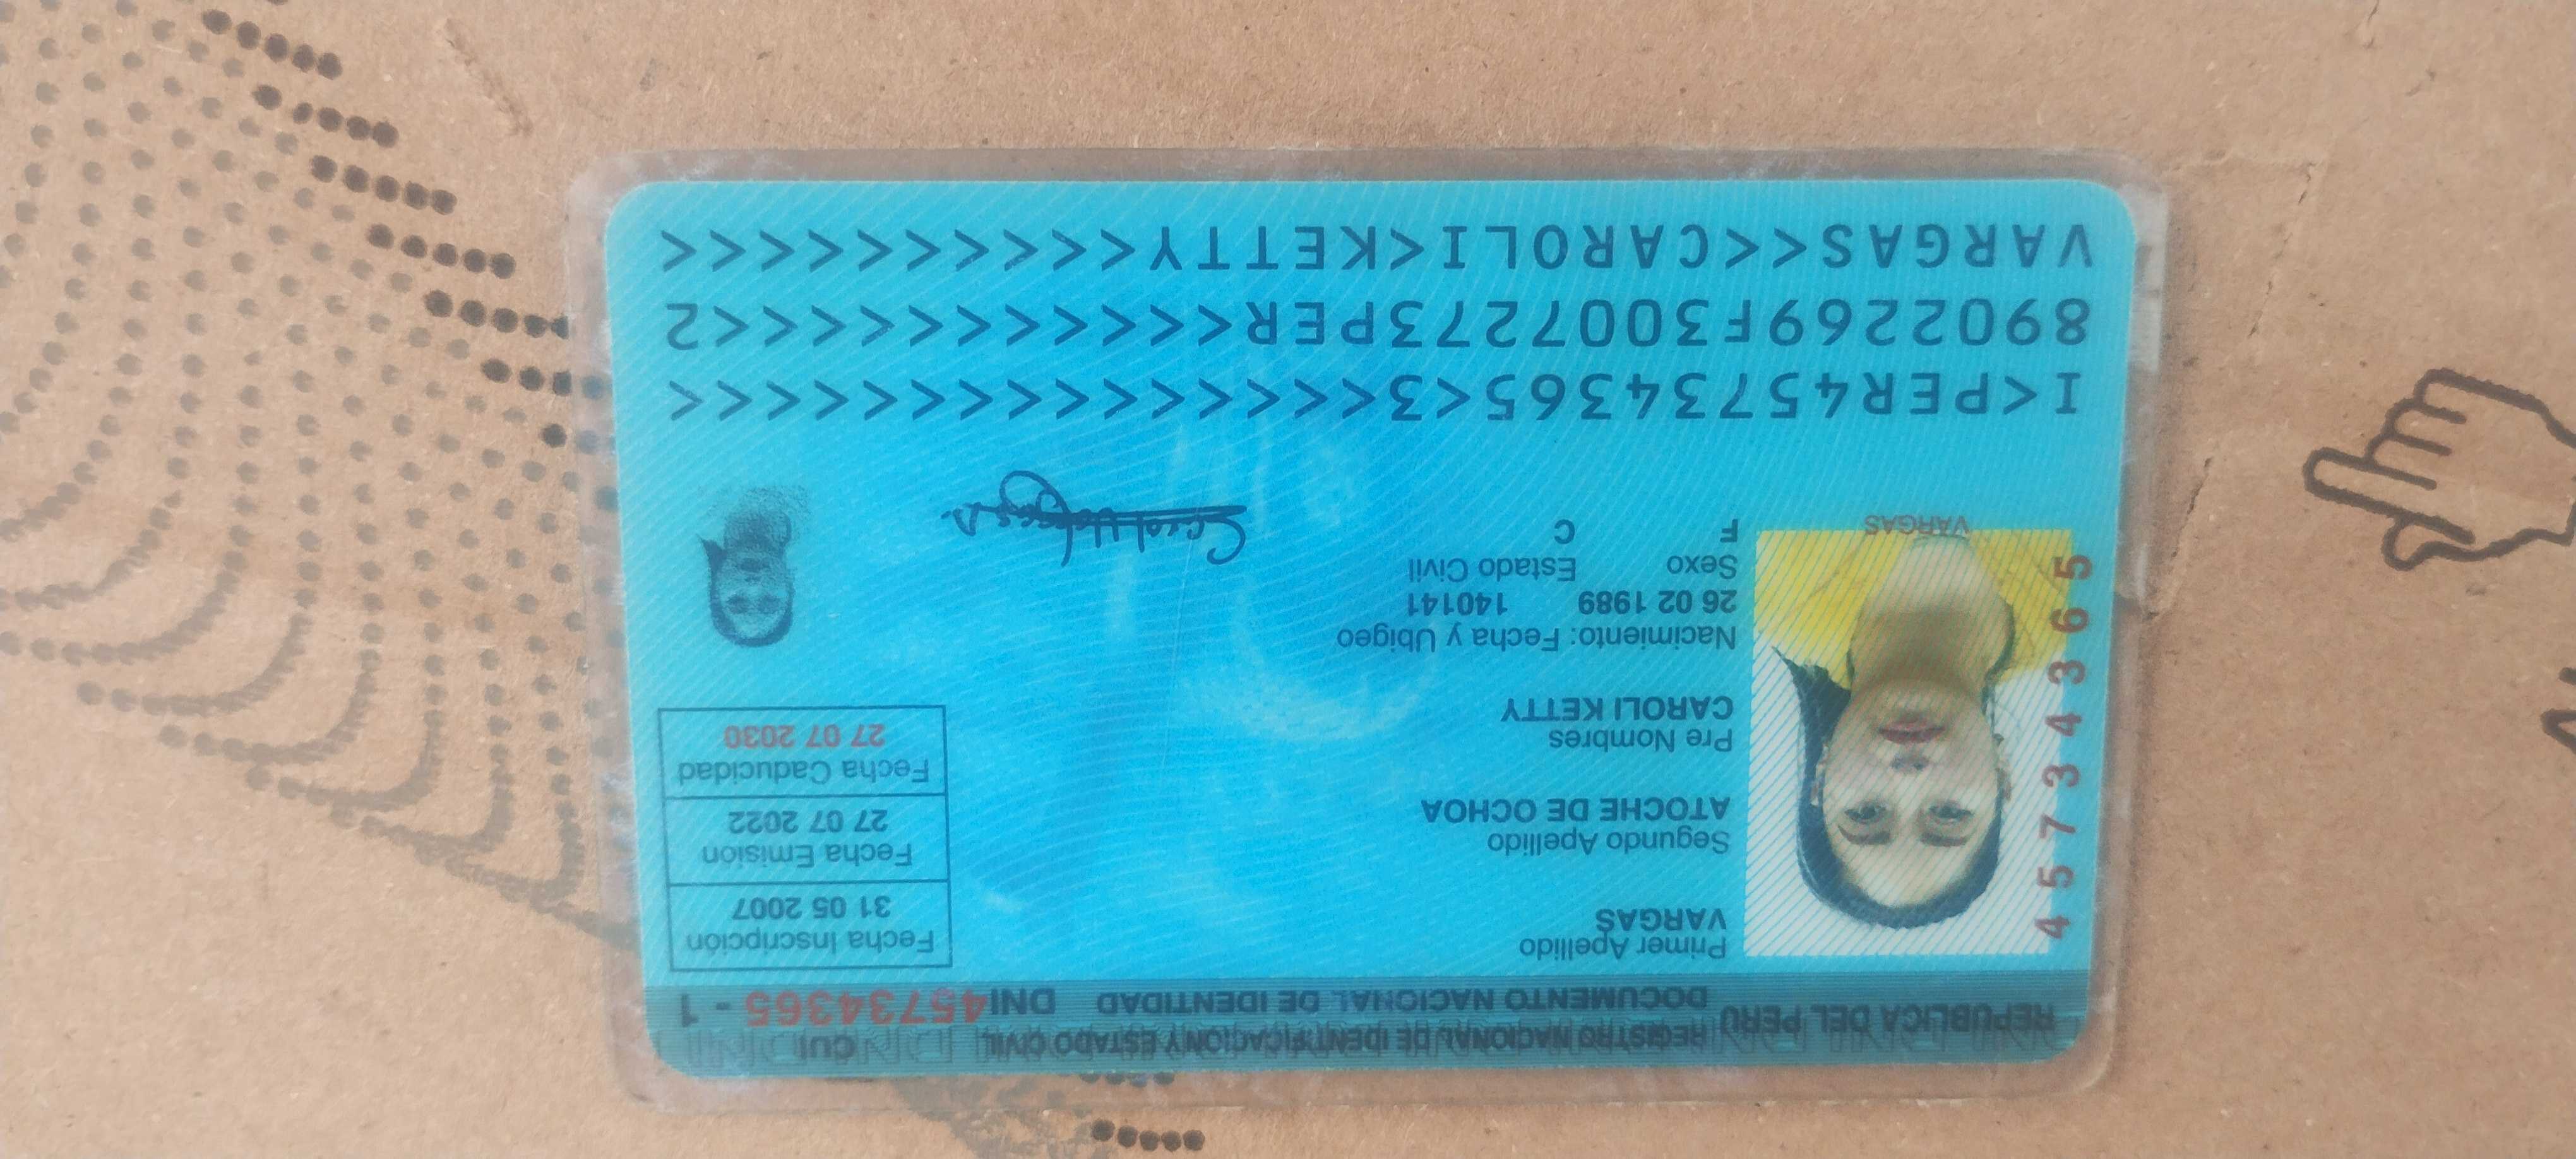 REPUBLICA DEL PERU
REGISTRO NACIONAL DE IDENTIFICACION Y ESTADO CIVIL
CUI
DOCUMENTO NACIONAL DE IDENTIDAD
DNI45734365 - 1
Primer Apellido
VARGAS
Segundo Apellido
ATOCHE DE OCHOA
Pre Nombres
CAROLI KETTY
Nacimiento: Fecha y Ubigeo
26 02 1989 140141
Sexo Estado Civil
F C
Fecha Inscripción
31 05 2007
Fecha Emisión
27 07 2022
Fecha Caducidad
27 07 2030
45734365
VARGAS
I<PER45734365<3<<<<<<<<<<<<<<<
8902269F3007273PER<<<<<<<<<<<2
VARGAS<<CAROLI<KETTY<<<<<<<<<<